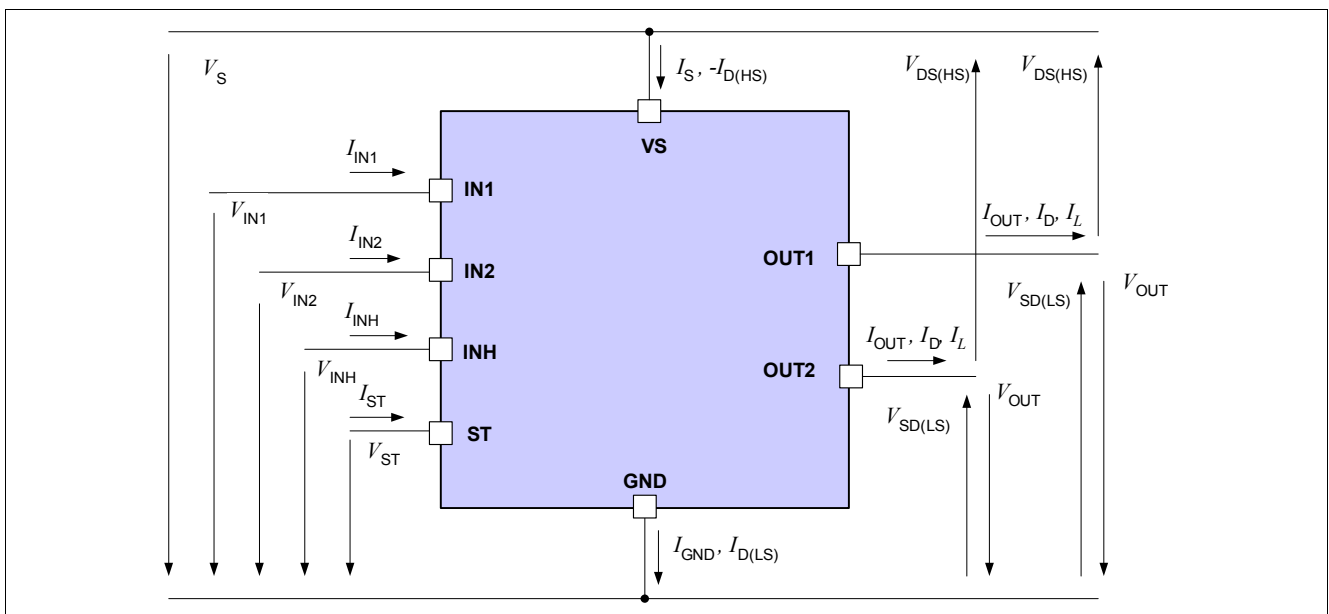 V_S
I_S , -I_D(HS)
V_DS(HS)
V_DS(HS)
VS
I_IN1
IN1
V_IN1
I_IN2
IN2
V_IN2
I_OUT , I_D, I_L
OUT1
V_SD(LS)
V_OUT
I_INH
INH
V_INH
I_OUT, I_D, I_L
OUT2
V_OUT
V_SD(LS)
I_ST
ST
V_ST
GND
I_GND , I_D(LS)